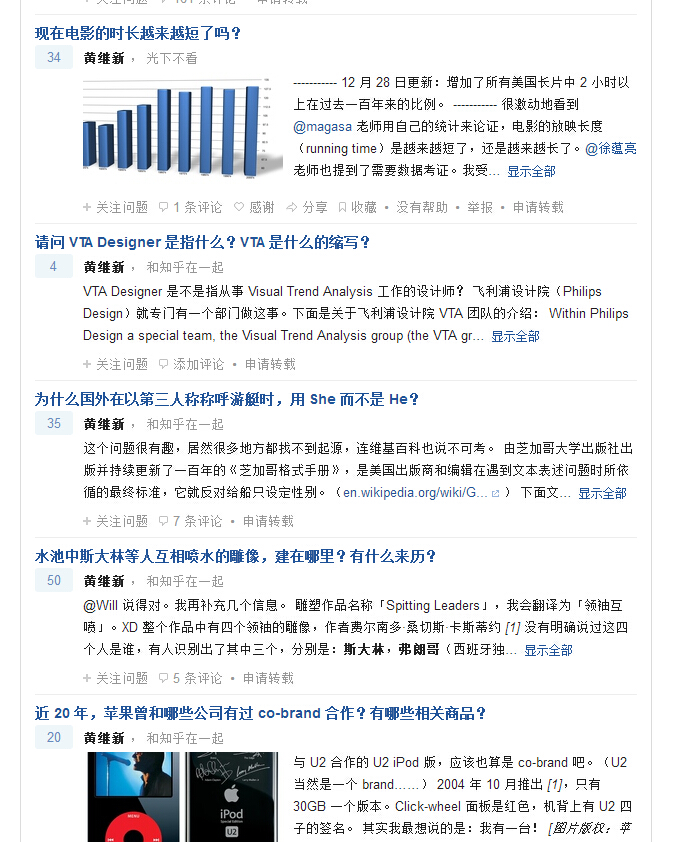 现在电影的时长越来越短了吗？
34 黄维新， 光下不看
----------- 12 月 28 日更新：增加了所有美国长片中 2 小时以
上在过去一百年来的比例。 ----------- 很激动地看到
@magasa 老师用自己的统计来论证，电影的放映长度
（running time）是越来越短了，还是越来越长了。@徐蕴亮
老师也提到了需要数据考证。我受... 显示全部
关注问题 1 条评论 感谢 分享 收藏 • 没有帮助 • 举报 • 申请转载
请问 VTA Designer 是指什么？VTA 是什么的缩写？
4 黄维新， 和知乎在一起
VTA Designer 是不是指从事 Visual Trend Analysis 工作的设计师？ 飞利浦设计院（Philips
Design）就专门有一个部门做这事。下面是关于飞利浦设计院 VTA 团队的介绍： Within Philips
Design a special team, the Visual Trend Analysis group (the VTA gr... 显示全部
关注问题 添加评论 • 申请转载
为什么国外在以第三人称称呼游艇时，用 She 而不是 He？
35 黄维新， 和知乎在一起
这个问题很有趣，居然很多地方都找不到起源，连维基百科也说不可考。 由芝加哥大学出版社出
版并持续更新了一百年的《芝加哥格式手册》，是美国出版商和编辑在遇到文本表述问题时所依
循的最终标准，它就反对给船只设定性别。（en.wikipedia.org/wiki/G... ） 下面文... 显示全部
关注问题 7 条评论 • 申请转载
水池中斯大林等人互相喷水的雕像，建在哪里？有什么来历？
50 黄维新， 和知乎在一起
@Will 说得对。我再补充几个信息。 雕塑作品名称「Spitting Leaders」，我会翻译为「领袖互
喷」。XD 整个作品中有四个领袖的雕像，作者费尔南多·桑切斯·卡斯蒂约 [1] 没有明确说过这四
个人是谁，有人识别出了其中三个，分别是：斯大林，弗朗哥（西班牙独... 显示全部
关注问题 5 条评论 • 申请转载
近 20 年，苹果曾和哪些公司有过 co-brand 合作？有哪些相关商品？
20 黄维新， 和知乎在一起
MENU
iPod
Special Edition
U2
与 U2 合作的 U2 iPod 版，应该也算是 co-brand 吧。（U2
当然是一个 brand……） 2004 年 10 月推出 [1]，只有
30GB 一个版本。Click-wheel 面板是红色，机背上有 U2 四
子的签名。 其实我最想说的是：我有一台！ [图片版权：苹